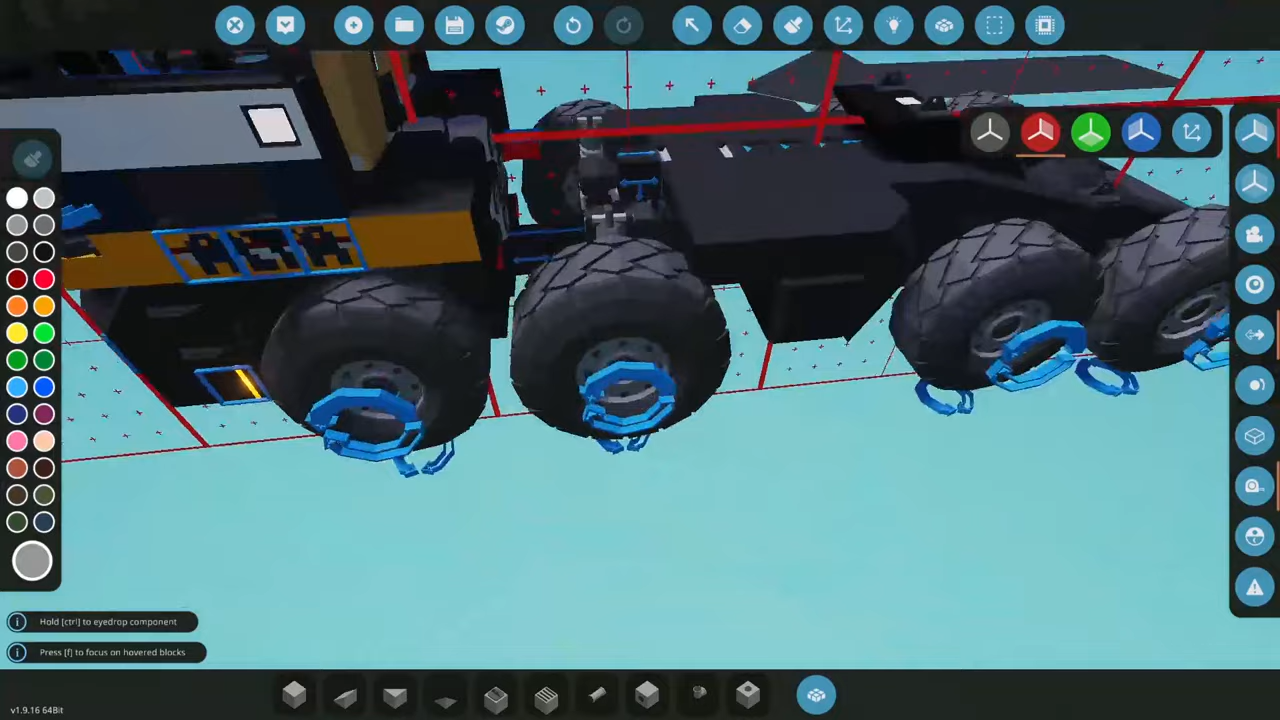 Hold [ctrl] to eyedrop component
Press [f] to focus on hovered blocks
v1.9.16 64Bit